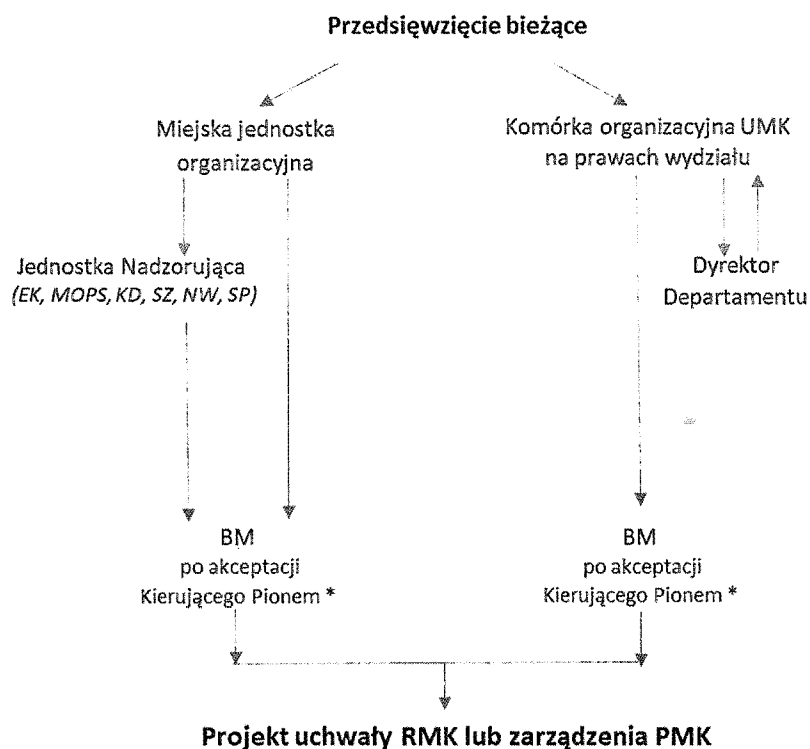 Przedsięwzięcie bieżące
Miejska jednostka
organizacyjna
Komórka organizacyjna UMK
na prawach wydziału
Jednostka Nadzorująca
(EK, MOPS, KD, SZ, NW, SP)
Dyrektor
Departamentu
BM
po akceptacji
Kierującego Pionem *
BM
po akceptacji
Kierującego Pionem *
Projekt uchwały RMK lub zarządzenia PMK